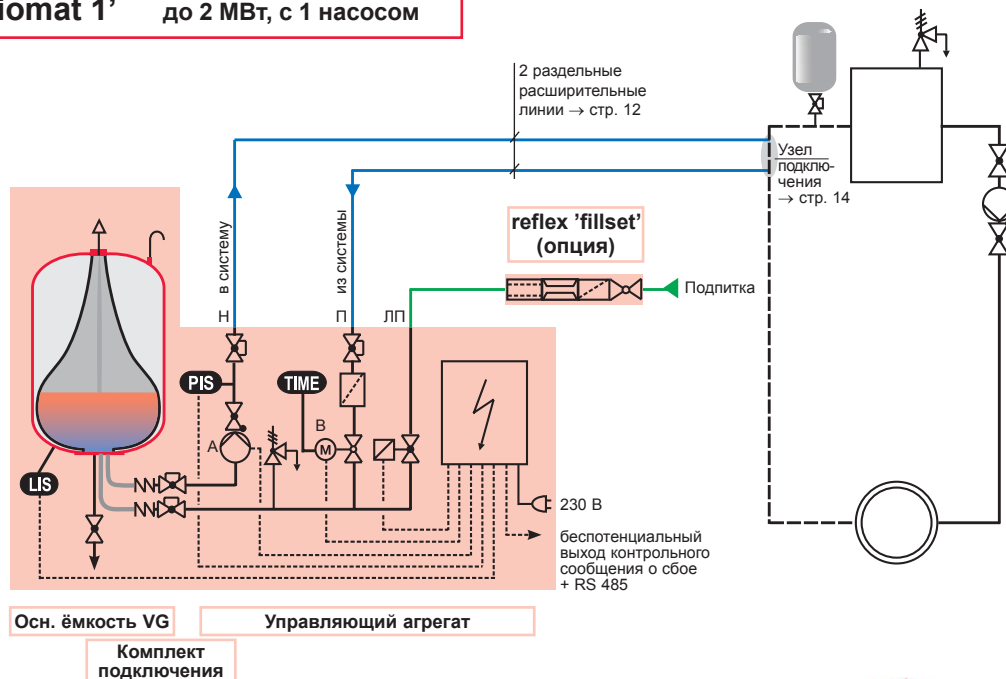 iomat 1’ до 2 МВт, с 1 насосом
2 раздельные
расширительные
линии → стр. 12
Узел
подклю-
чения
→ стр. 14
reflex 'fillset'
(опция)
Подпитка
в систему
из системы
Н
П
ЛП
PIS
TIME
A
B
M
LIS
230 В
беспотенциальный
выход контрольного
сообщения о сбое
+ RS 485
Осн. ёмкость VG
Управляющий агрегат
Комплект
подключения